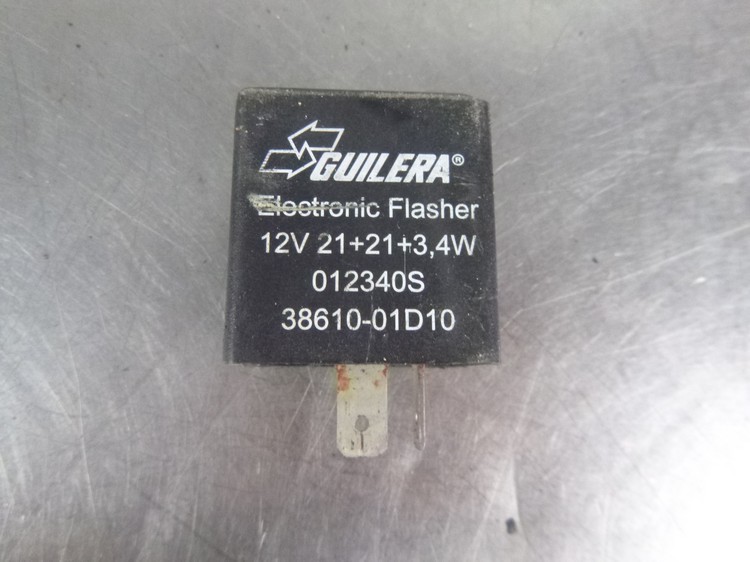 GUILERA®
Electronic Flasher
12V 21+21+3,4W
012340S
38610-01D10